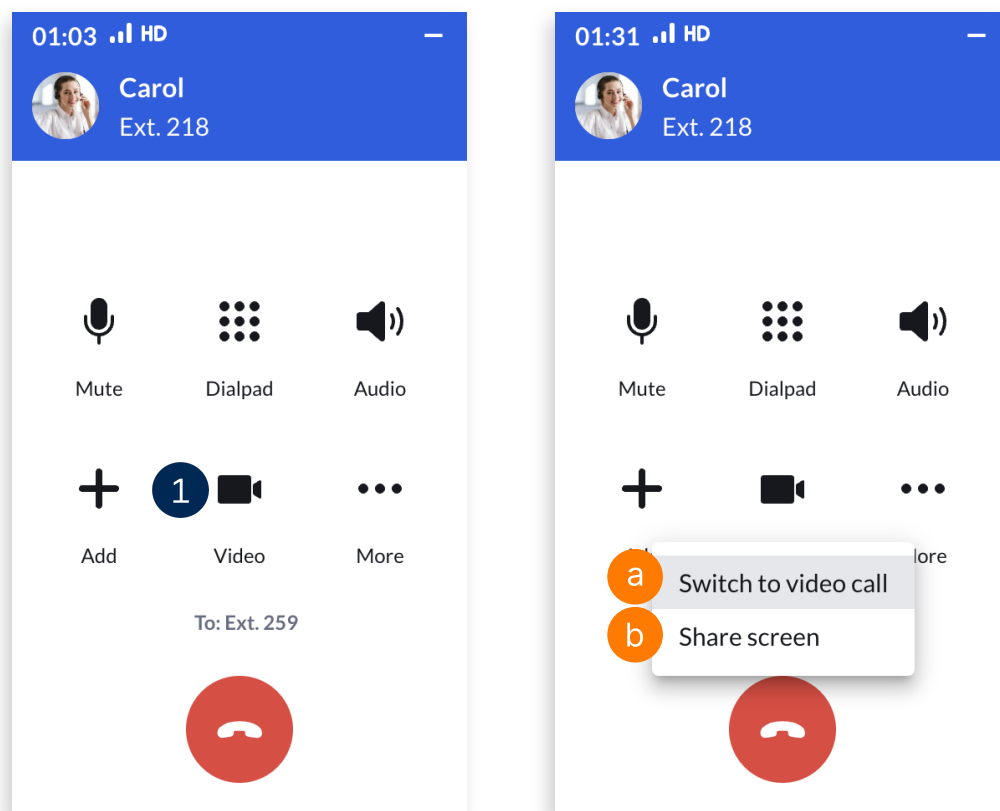 01:03 HD
Carol
Ext. 218
Mute Dialpad Audio
1
Add Video More
To: Ext. 259
01:31 HD
Carol
Ext. 218
Mute Dialpad Audio
ore
a Switch to video call
b Share screen